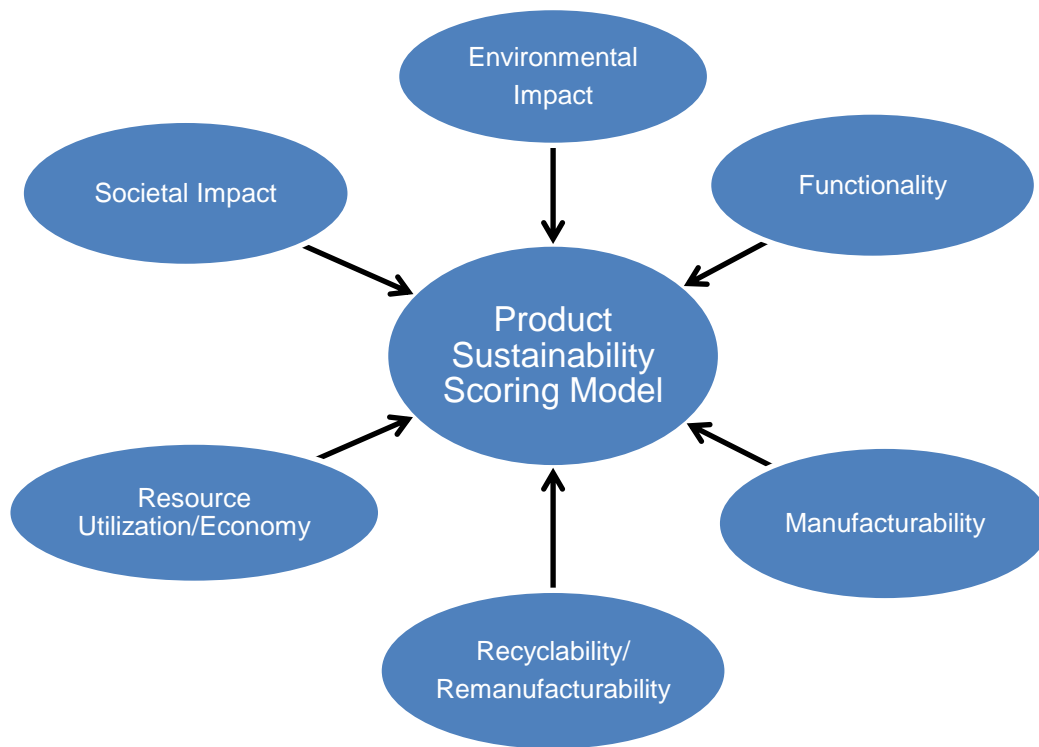 Environmental
Impact
Societal Impact
Functionality
Product
Sustainability
Scoring Model
Resource
Utilization/Economy
Manufacturability
Recyclability/
Remanufacturability